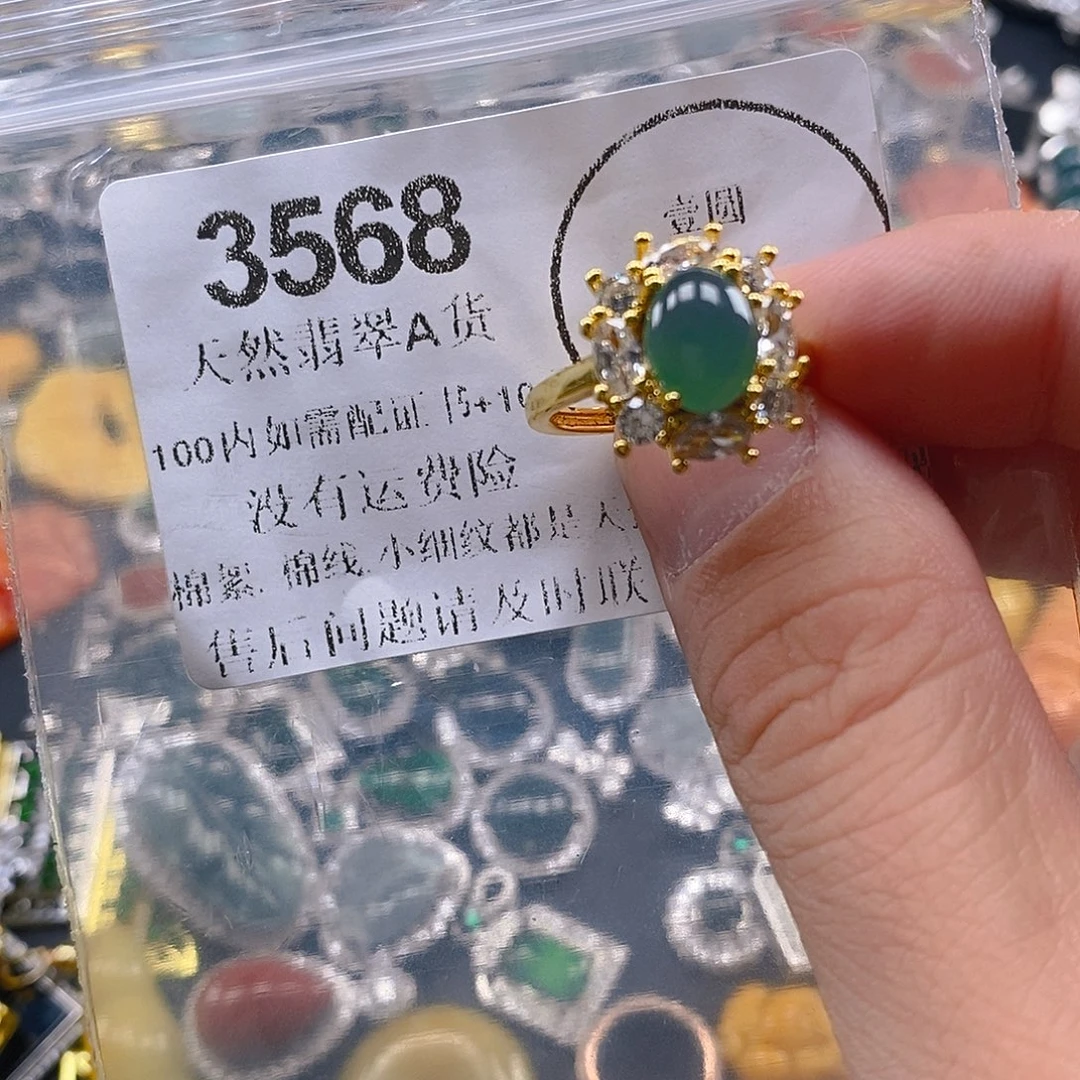 3568
壹圆
天然翡翠A货
100内如需配证 15+10
没有运费险
棉絮. 棉线 小细纹都是天
售后问题请及时联